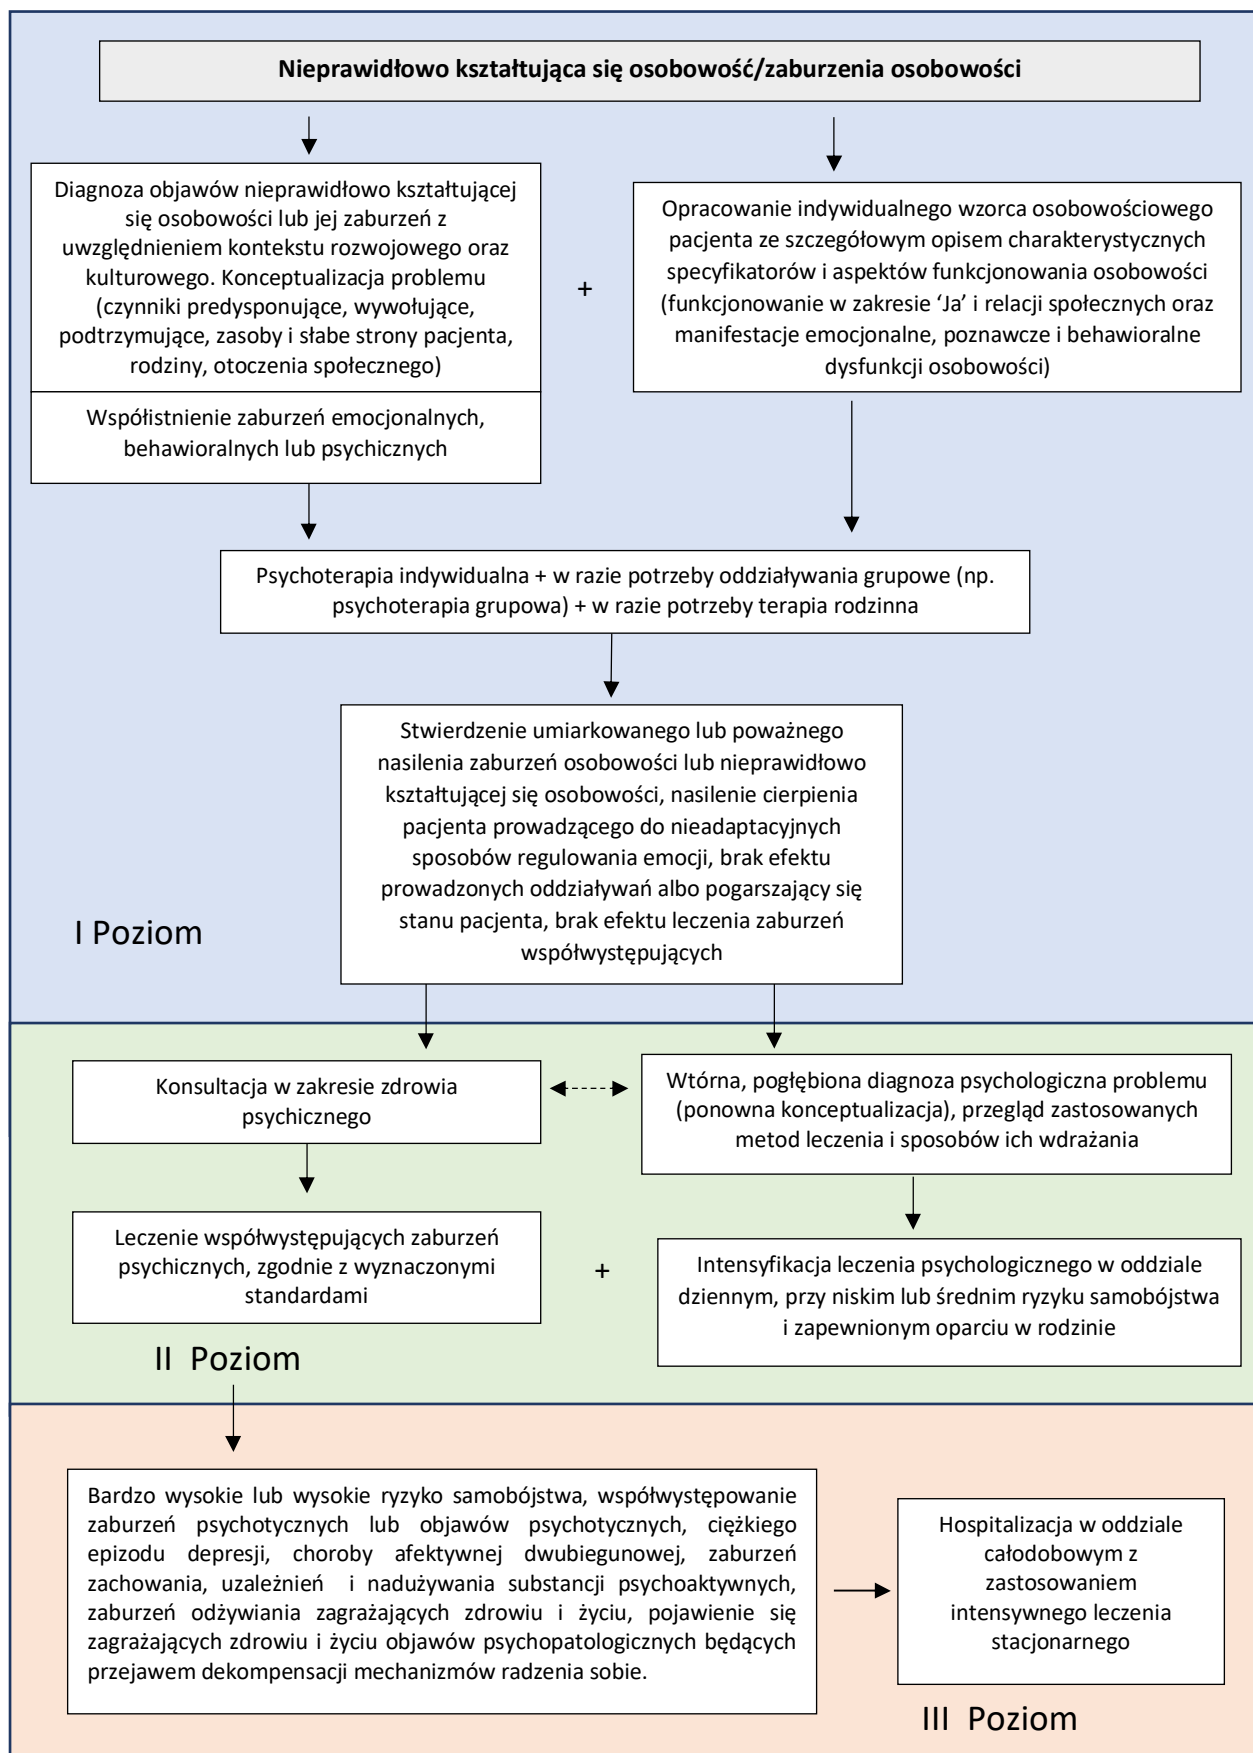 Nieprawidłowo kształtująca się osobowość/zaburzenia osobowości
Diagnoza objawów nieprawidłowo kształtującej
się osobowości lub jej zaburzeń z
uwzględnieniem kontekstu rozwojowego oraz
kulturowego. Konceptualizacja problemu
(czynniki predysponujące, wywołujące,
podtrzymujące, zasoby i słabe strony pacjenta,
rodziny, otoczenia społecznego)
Współistnienie zaburzeń emocjonalnych,
behawioralnych lub psychicznych
+
Opracowanie indywidualnego wzorca osobowościowego
pacjenta ze szczegółowym opisem charakterystycznych
specyfikatorów i aspektów funkcjonowania osobowości
(funkcjonowanie w zakresie ‘Ja’ i relacji społecznych oraz
manifestacje emocjonalne, poznawcze i behawioralne
dysfunkcji osobowości)
Psychoterapia indywidualna + w razie potrzeby oddziaływania grupowe (np.
psychoterapia grupowa) + w razie potrzeby terapia rodzinna
Stwierdzenie umiarkowanego lub poważnego
nasilenia zaburzeń osobowości lub nieprawidłowo
kształtującej się osobowości, nasilenie cierpienia
pacjenta prowadzącego do nieadaptacyjnych
sposobów regulowania emocji, brak efektu
prowadzonych oddziaływań albo pogarszający się
stanu pacjenta, brak efektu leczenia zaburzeń
współwystępujących
I Poziom
Konsultacja w zakresie zdrowia
psychicznego
Wtórna, pogłębiona diagnoza psychologiczna problemu
(ponowna konceptualizacja), przegląd zastosowanych
metod leczenia i sposobów ich wdrażania
Leczenie współwystępujących zaburzeń
psychicznych, zgodnie z wyznaczonymi
standardami
+
Intensyfikacja leczenia psychologicznego w oddziale
dziennym, przy niskim lub średnim ryzyku samobójstwa
i zapewnionym oparciu w rodzinie
II Poziom
Bardzo wysokie lub wysokie ryzyko samobójstwa, współwystępowanie
zaburzeń psychotycznych lub objawów psychotycznych, ciężkiego
epizodu depresji, choroby afektywnej dwubiegunowej, zaburzeń
zachowania, uzależnień i nadużywania substancji psychoaktywnych,
zaburzeń odżywiania zagrażających zdrowiu i życiu, pojawienie się
zagrażających zdrowiu i życiu objawów psychopatologicznych będących
przejawem dekompensacji mechanizmów radzenia sobie.
Hospitalizacja w oddziale
całodobowym z
zastosowaniem
intensywnego leczenia
stacjonarnego
III Poziom